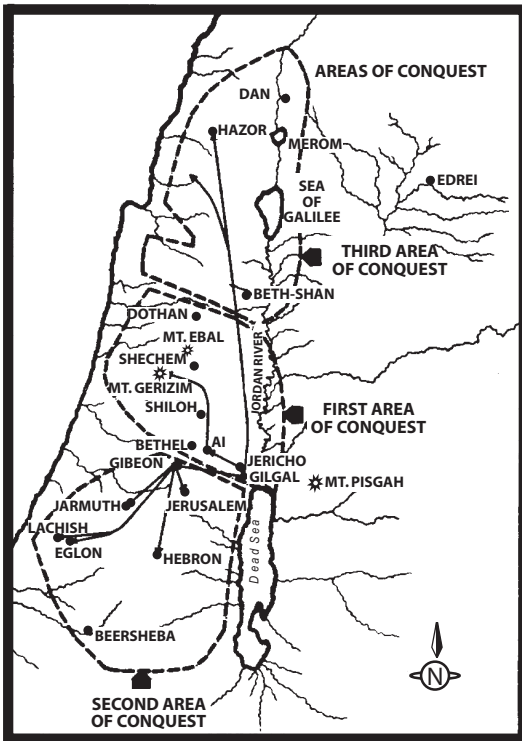 AREAS OF CONQUEST
DAN
HAZOR
MEROM
EDREI
SEA
OF
GALILEE
THIRD AREA
OF CONQUEST
BETH-SHAN
DOTHAN
MT. EBAL
SHECHEM
MT. GERIZIM
JORDAN RIVER
SHILOH
FIRST AREA
OF CONQUEST
BETHEL
AI
GIBEON
JERICHO
GILGAL
MT. PISGAH
JARMUTH
JERUSALEM
LACHISH
EGLON
HEBRON
Dead Sea
BEERSHEBA
N
SECOND AREA
OF CONQUEST